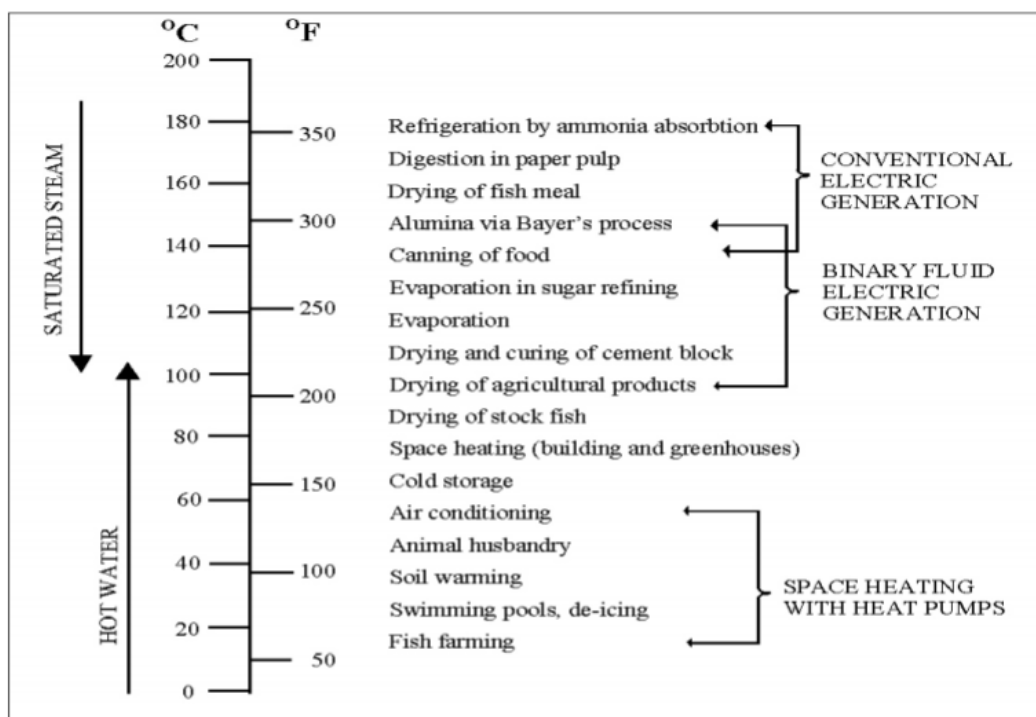 °C °F
200
180
350
160
300
140
250
120
100
200
80
150
60
40
100
20
50
0
SATURATED STEAM
HOT WATER
Refrigeration by ammonia absorbtion
Digestion in paper pulp
Drying of fish meal
Alumina via Bayer's process
Canning of food
Evaporation in sugar refining
Evaporation
Drying and curing of cement block
Drying of agricultural products
Drying of stock fish
Space heating (building and greenhouses)
Cold storage
Air conditioning
Animal husbandry
Soil warming
Swimming pools, de-icing
Fish farming
CONVENTIONAL
ELECTRIC
GENERATION
BINARY FLUID
ELECTRIC
GENERATION
SPACE HEATING
WITH HEAT PUMPS